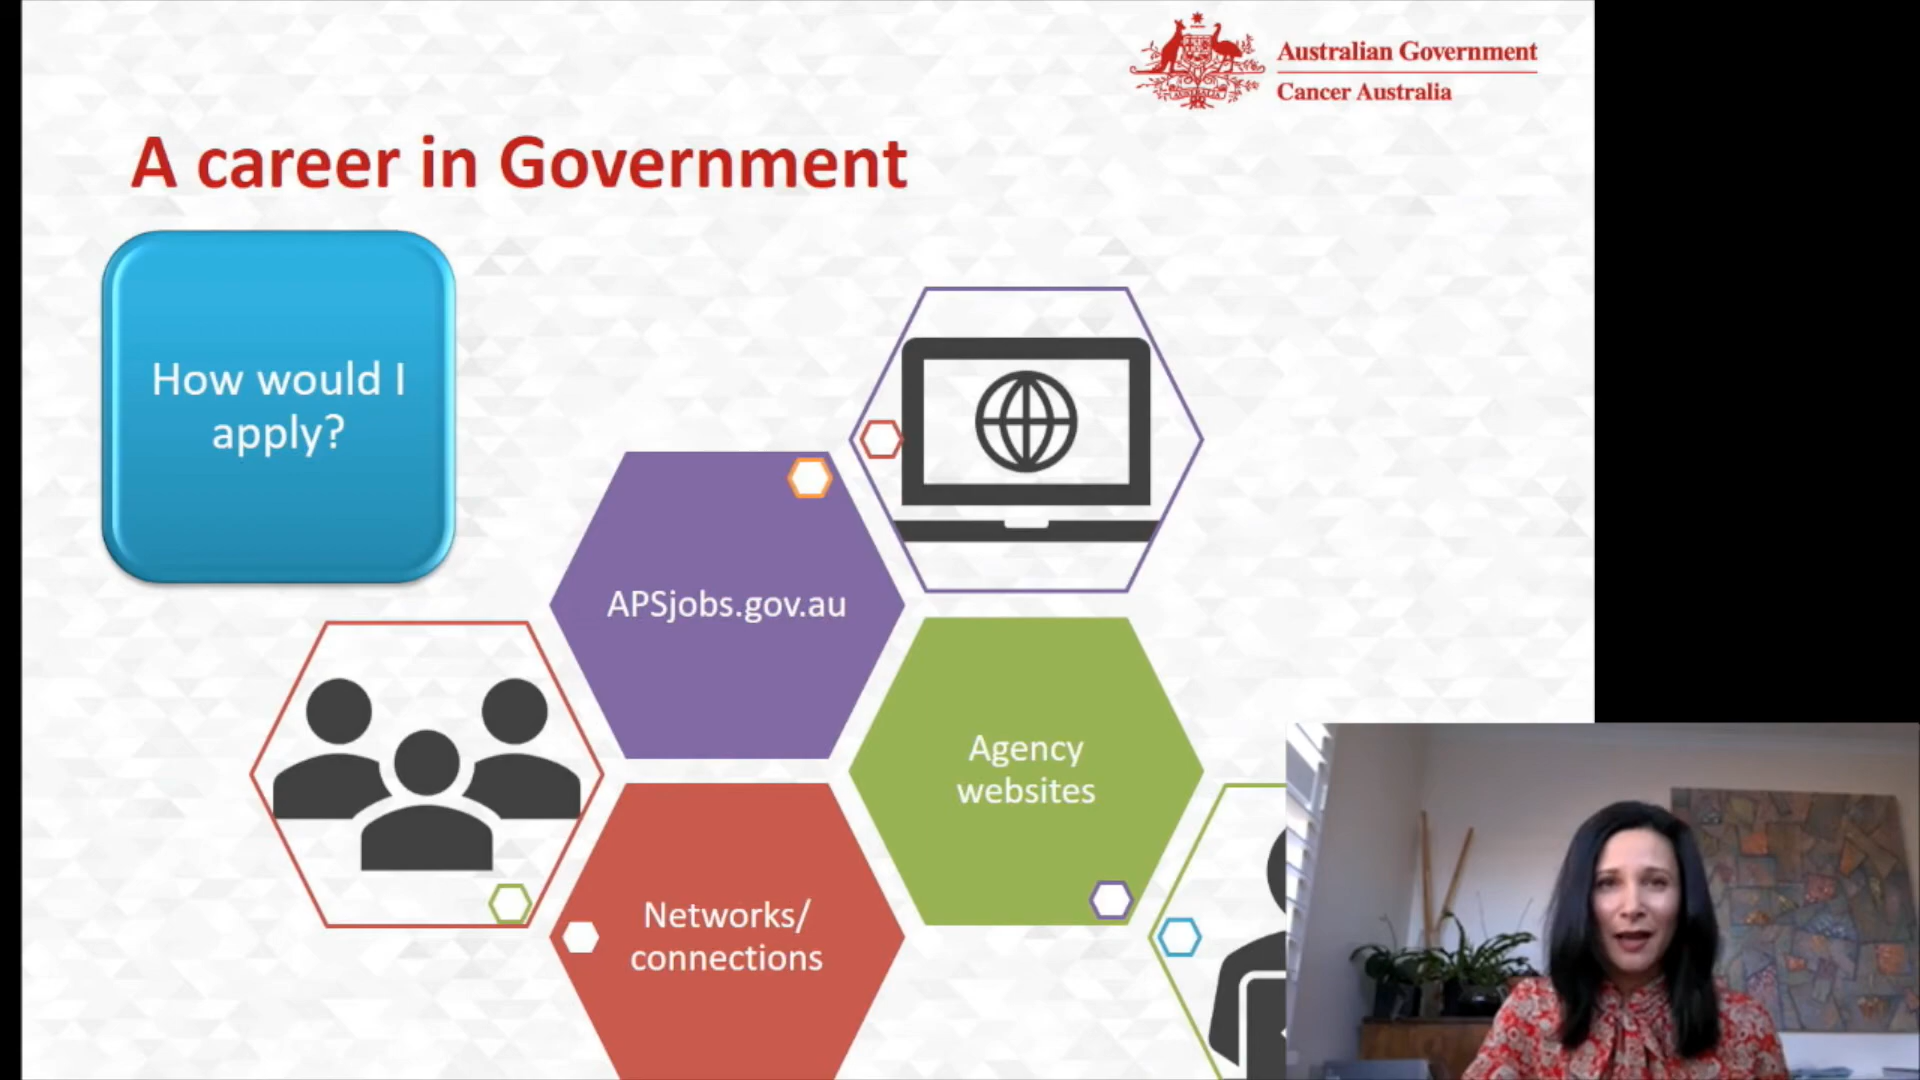 Australian Government
Cancer Australia
A career in Government
How would I
apply?
APSjobs.gov.au
Agency
websites
Networks/
connections